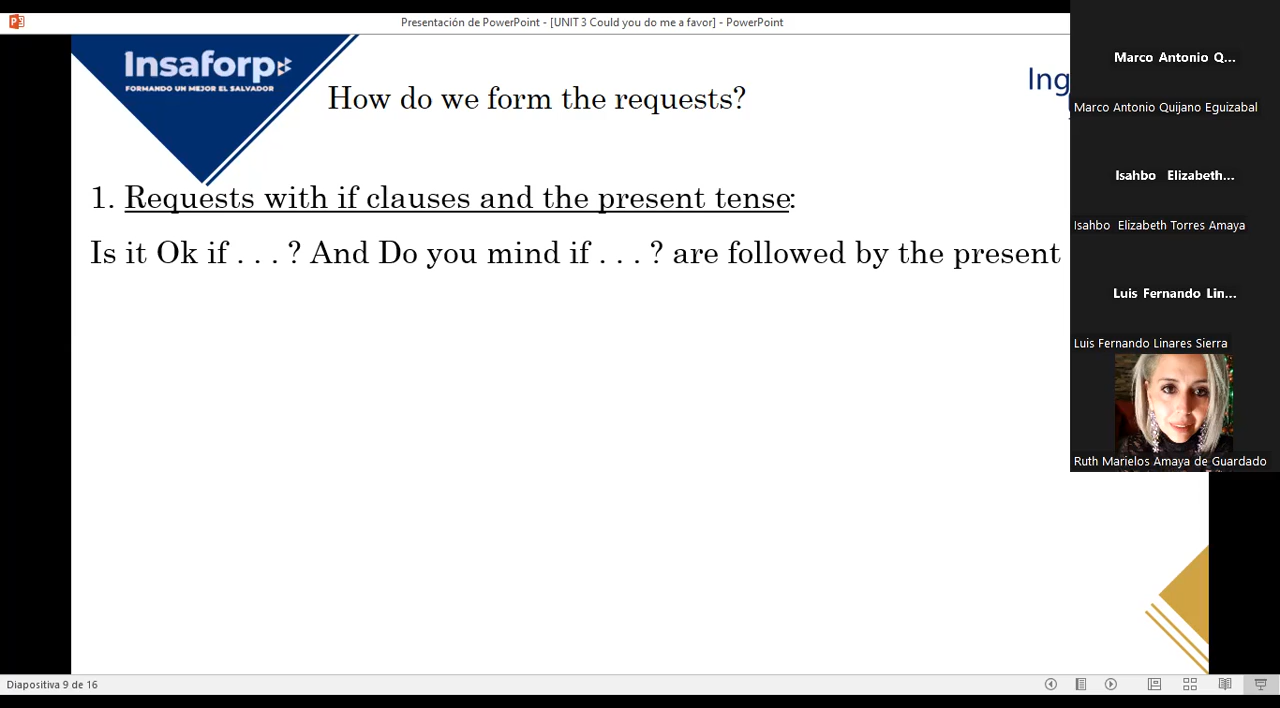 Presentación de PowerPoint - [UNIT 3 Could you do me a favor] - PowerPoint
Insaforp
FORMANDO UN MEJOR EL SALVADOR
How do we form the requests?
Ing
1. Requests with if clauses and the present tense:
Is it Ok if . . . ? And Do you mind if . . . ? are followed by the present
Marco Antonio Q...
Marco Antonio Quijano Eguizabal
Isahbo Elizabeth...
Isahbo Elizabeth Torres Amaya
Luis Fernando Lin...
Luis Fernando Linares Sierra
Ruth Marielos Amaya de Guardado
Diapositiva 9 de 16